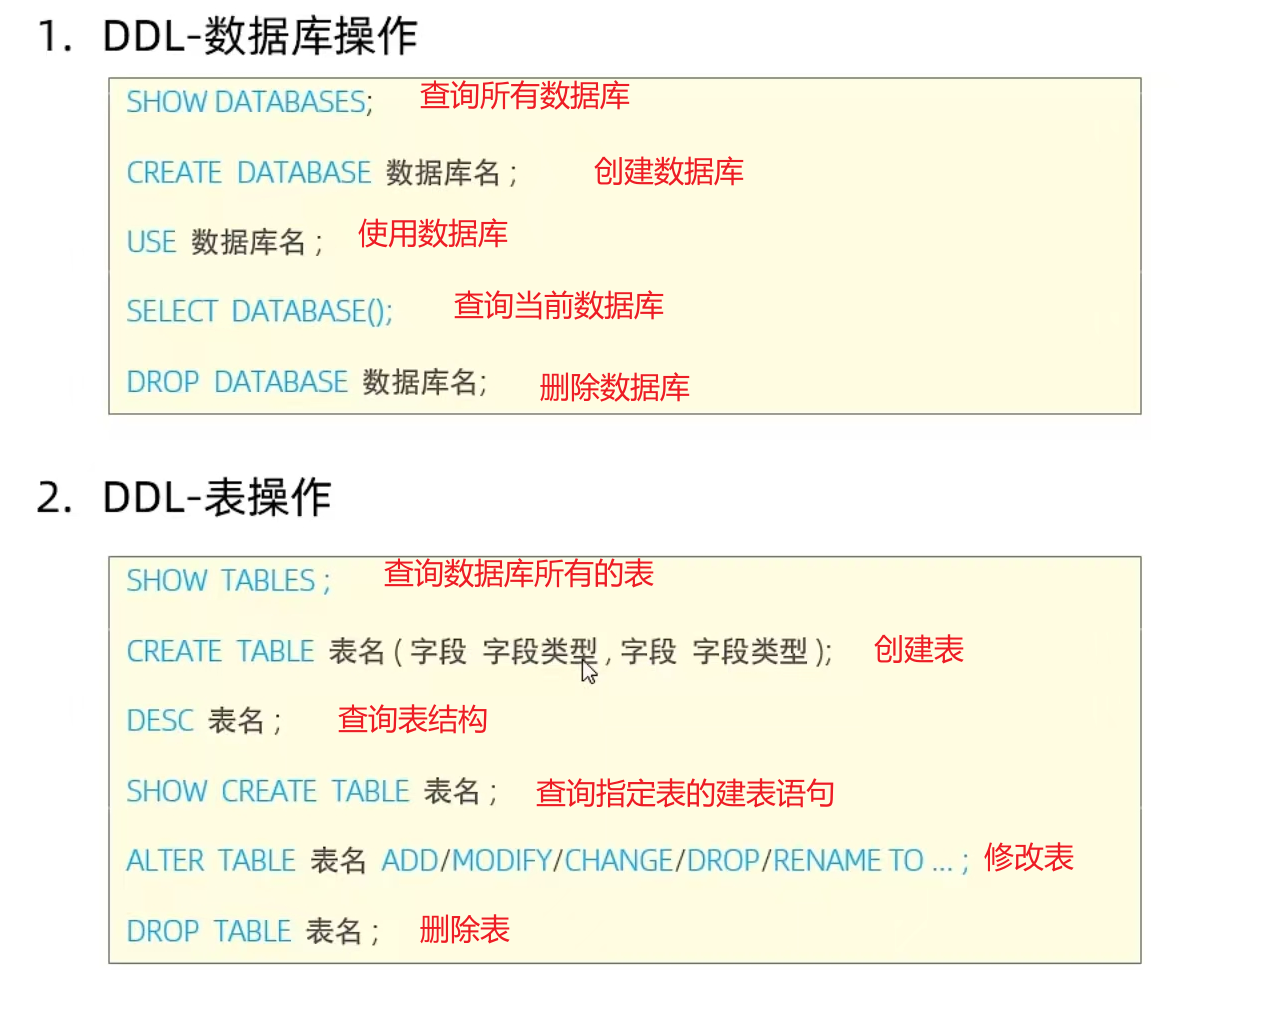 1. DDL-数据库操作
SHOW DATABASES; 查询所有数据库
CREATE DATABASE 数据库名 ; 创建数据库
USE 数据库名 ; 使用数据库
SELECT DATABASE(); 查询当前数据库
DROP DATABASE 数据库名; 删除数据库
2. DDL-表操作
SHOW TABLES ; 查询数据库所有的表
CREATE TABLE 表名 ( 字段 字段类型 , 字段 字段类型 ); 创建表
DESC 表名 ; 查询表结构
SHOW CREATE TABLE 表名 ; 查询指定表的建表语句
ALTER TABLE 表名 ADD/MODIFY/CHANGE/DROP/RENAME TO ... ; 修改表
DROP TABLE 表名 ; 删除表